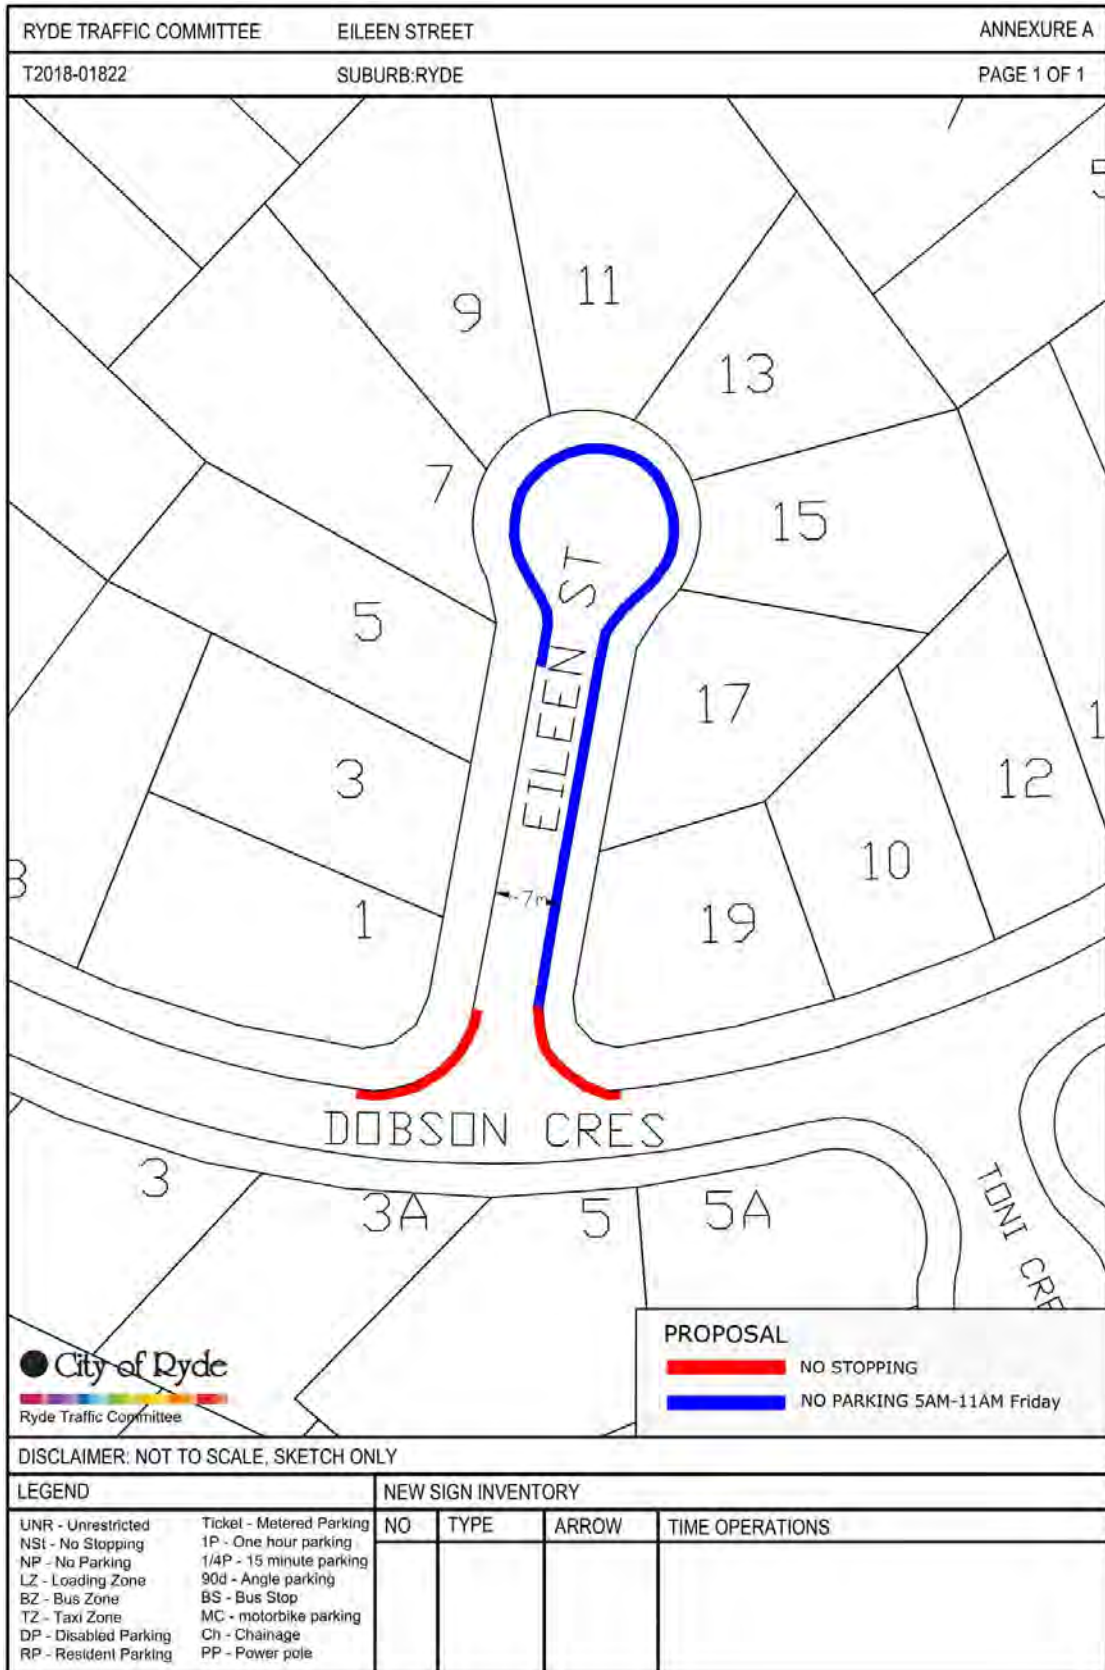 RYDE TRAFFIC COMMITTEE EILEEN STREET ANNEXURE A
T2018-01822 SUBURB:RYDE PAGE 1 OF 1
11
9
13
7
15
5
17
3
12
10
1
19
7m
EILEEN ST
DOBSON CRES
3
3A
5
5A
TONI CRE
PROPOSAL
NO STOPPING
NO PARKING 5AM-11AM Friday
City of Ryde
Ryde Traffic Committee
DISCLAIMER: NOT TO SCALE, SKETCH ONLY
LEGEND
UNR - Unrestricted
NSt - No Stopping
NP - No Parking
LZ - Loading Zone
BZ - Bus Zone
TZ - Taxi Zone
DP - Disabled Parking
RP - Resident Parking
Ticket - Metered Parking
1P - One hour parking
1/4P - 15 minute parking
90d - Angle parking
BS - Bus Stop
MC - motorbike parking
Ch - Chainage
PP - Power pole
NEW SIGN INVENTORY
NO TYPE ARROW TIME OPERATIONS